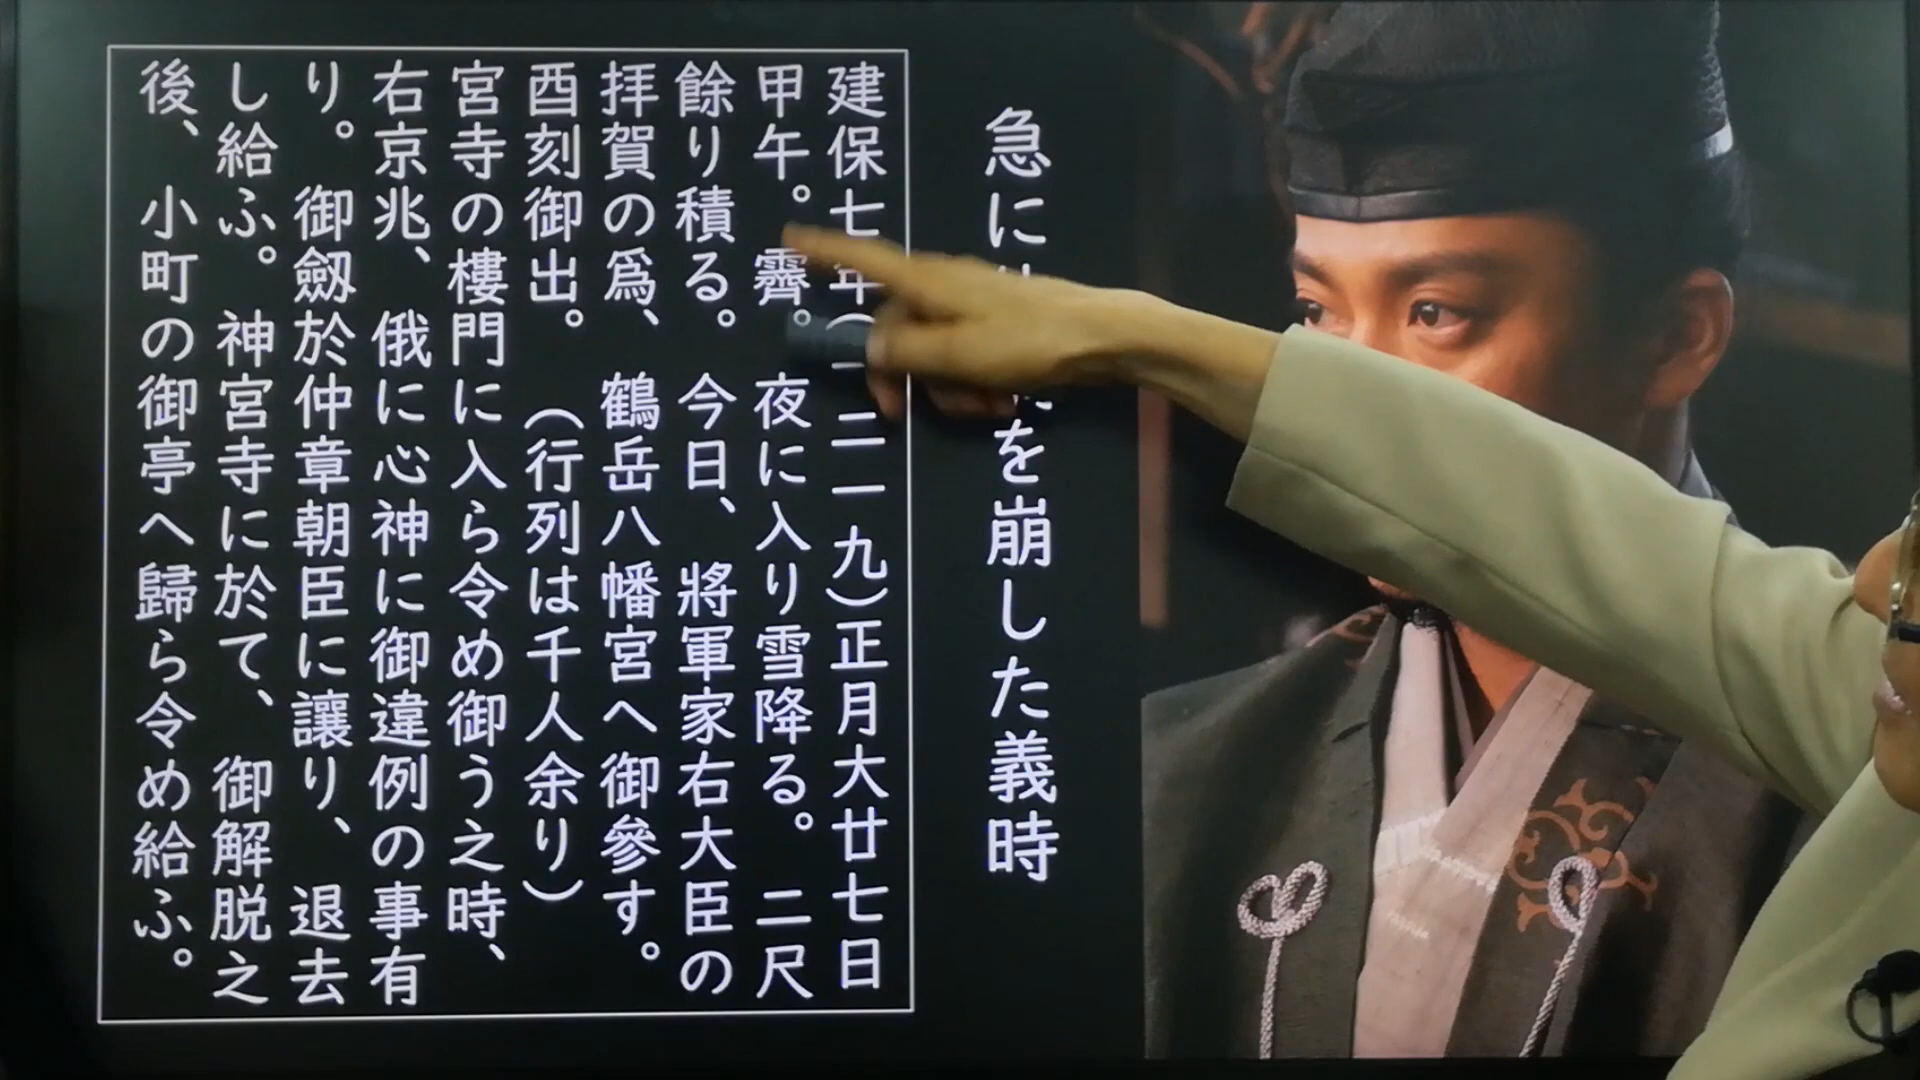 急に を崩した義時
建保七年(一二一九)正月大廿七日
甲午。霽。夜に入り雪降る。二尺
餘り積る。今日、將軍家右大臣の
拝賀の爲、鶴岳八幡宮へ御參す。
酉刻御出。(行列は千人余り)
宮寺の樓門に入ら令め御う之時、
右京兆、俄に心神に御違例の事有
り。御劔於仲章朝臣に讓り、退去
し給ふ。神宮寺に於て、御解脱之
後、小町の御亭へ歸ら令め給ふ。